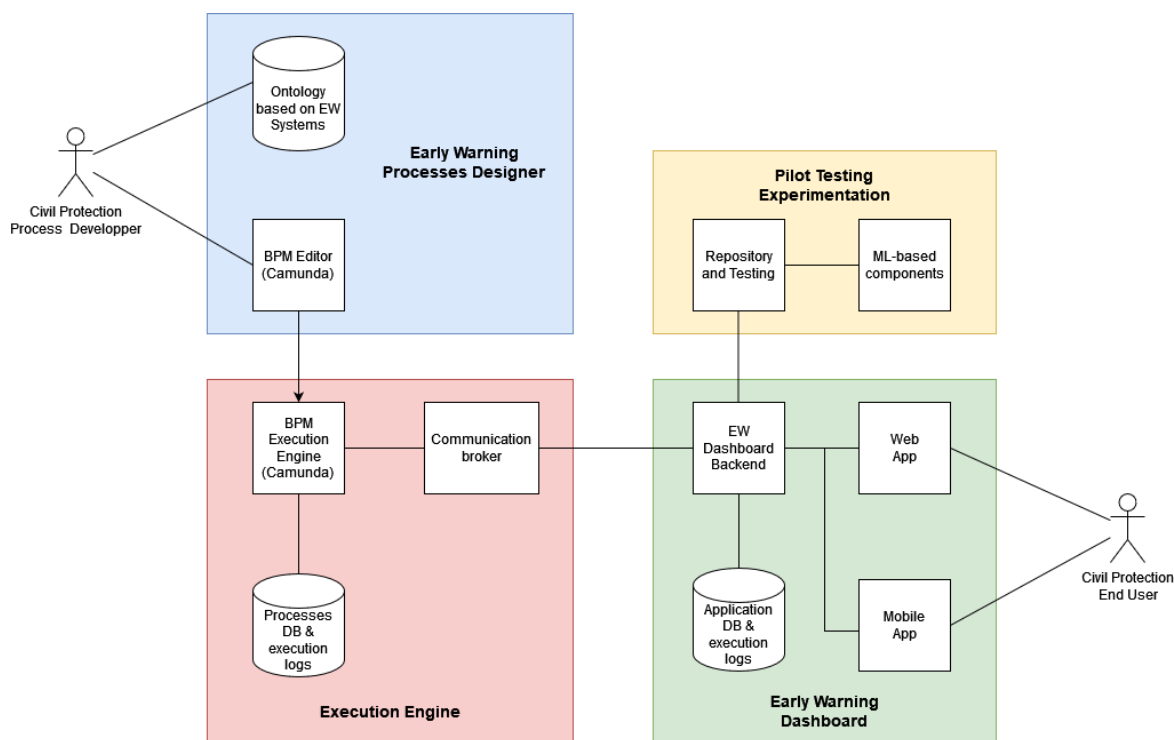 Ontology
based on EW
Systems
Early Warning
Processes Designer
Civil Protection
Process Developper
BPM Editor
(Camunda)
Pilot Testing
Experimentation
Repository
and Testing
ML-based
components
BPM
Execution
Engine
(Camunda)
Communication
broker
Processes
DB &
execution
logs
Execution Engine
EW
Dashboard
Backend
Web
App
Application
DB &
execution
logs
Mobile
App
Early Warning
Dashboard
Civil Protection
End User